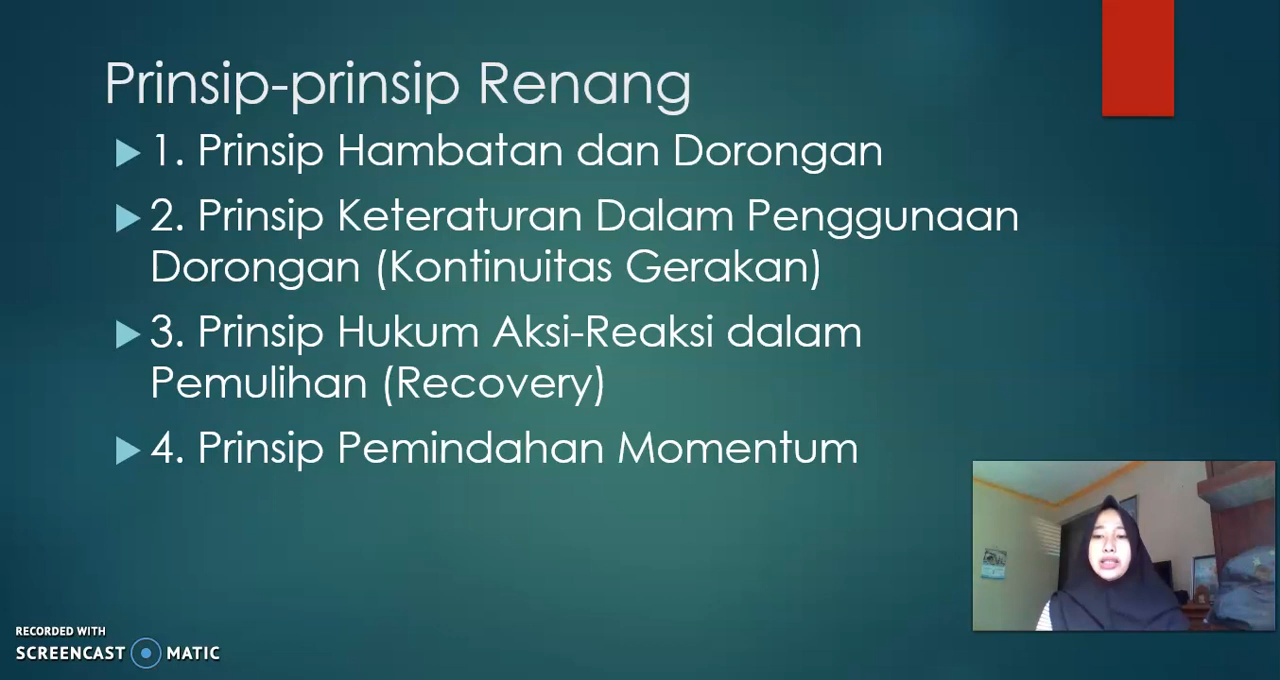 Prinsip-prinsip Renang
1. Prinsip Hambatan dan Dorongan
2. Prinsip Keteraturan Dalam Penggunaan
Dorongan (Kontinuitas Gerakan)
3. Prinsip Hukum Aksi-Reaksi dalam
Pemulihan (Recovery)
4. Prinsip Pemindahan Momentum
RECORDED WITH
SCREENCAST MATIC